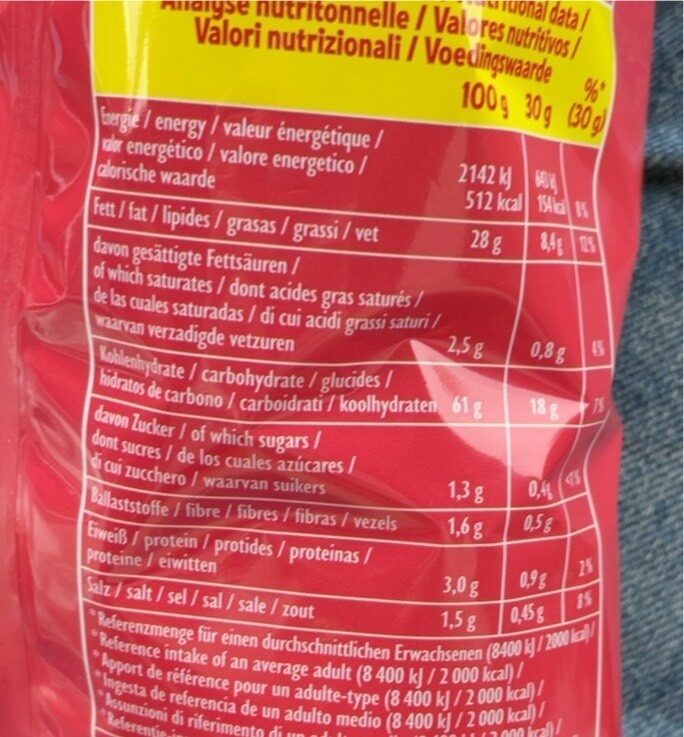 nutritional data /
Analyse nutritonnelle / Valores nutritivos /
Valori nutrizionali / Voedingswaarde
100 g 30 g %* (30 g)
Energie / energy / valeur énergétique /
valor energético / valore energetico /
calorische waarde
2142 kJ 643 kJ
512 kcal 154 kcal 8%
Fett / fat / lipides / grasas / grassi / vet 28 g 8,4 g 12%
davon gesättigte Fettsäuren /
of which saturates / dont acides gras saturés /
de las cuales saturadas / di cui acidi grassi saturi /
waarvan verzadigde vetzuren 2,5 g 0,8 g 4%
Kohlenhydrate / carbohydrate / glucides /
hidratos de carbono / carboidrati / koolhydraten 61 g 18 g 7%
davon Zucker / of which sugars /
dont sucres / de los cuales azúcares /
di cui zucchero / waarvan suikers 1,3 g 0,4 g <1%
Ballaststoffe / fibre / fibres / fibras / vezels 1,6 g 0,5 g
Eiweiß / protein / protides / proteínas /
proteine / eiwitten 3,0 g 0,9 g 2%
Salz / salt / sel / sal / sale / zout 1,5 g 0,45 g 8%
*Referenzmenge für einen durchschnittlichen Erwachsenen (8400 kJ / 2000 kcal) /
*Reference intake of an average adult (8 400 kJ / 2 000 kcal) /
*Apport de référence pour un adulte-type (8 400 kJ / 2 000 kcal) /
*Ingesta de referencia de un adulto medio (8 400 kJ / 2 000 kcal) /
*Assunzioni di riferimento di un